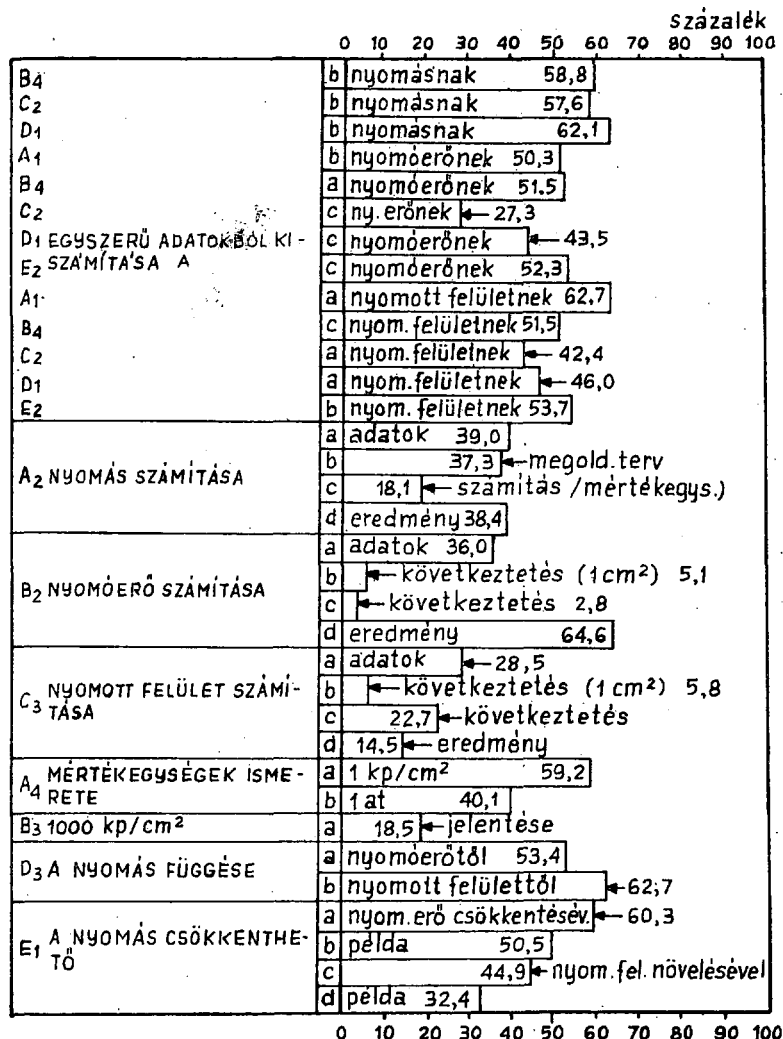 százalék
0 10 20 30 40 50 60 70 80 90 100
B4 b nyomásnak 58,8
C2 b nyomásnak 57,6
D1 b nyomásnak 62,1
A1 b nyomóerőnek 50,3
B4 a nyomóerőnek 51.5
C2 c ny. erőnek 27,3
D1 EGYSZERŰ ADATOKBÓL KI- c nyomóerőnek 43,5
E2 SZÁMÍTÁSA A c nyomóerőnek 52,3
A1 a nyomott felületnek 62,7
B4 c nyom. felületnek 51,5
C2 a nyom. felületnek 42,4
D1 a nyom. felületnek 46,0
E2 b nyom. felületnek 53,7
A2 NYOMÁS SZÁMÍTÁSA
a adatok 39,0
b 37,3 megold. terv
c 18,1 számítás /mértékegys.)
d eredmény 38,4
B2 NYOMÓERŐ SZÁMÍTÁSA
a adatok 36,0
b következtetés (1cm²) 5,1
c következtetés 2,8
d eredmény 64,6
C3 NYOMOTT FELÜLET SZÁMÍ-
TÁSA
a adatok 28,5
b következtetés (1cm²) 5,8
c 22,7 következtetés
d 14,5 eredmény
A4 MÉRTÉKEGYSÉGEK ISME-
RETE
a 1 kp/cm² 59,2
b 1 at 40,1
B3 1000 kp/cm² a 18,5 jelentése
D3 A NYOMÁS FÜGGÉSE
a nyomóerőtől 53,4
b nyomott felülettől 62,7
E1 A NYOMÁS CSÖKKENTHE-
TŐ
a nyom. erő csökkentésév. 60,3
b példa 50,5
c 44,9 nyom. fel. növelésével
d példa 32,4
0 10 20 30 40 50 60 70 80 90 100